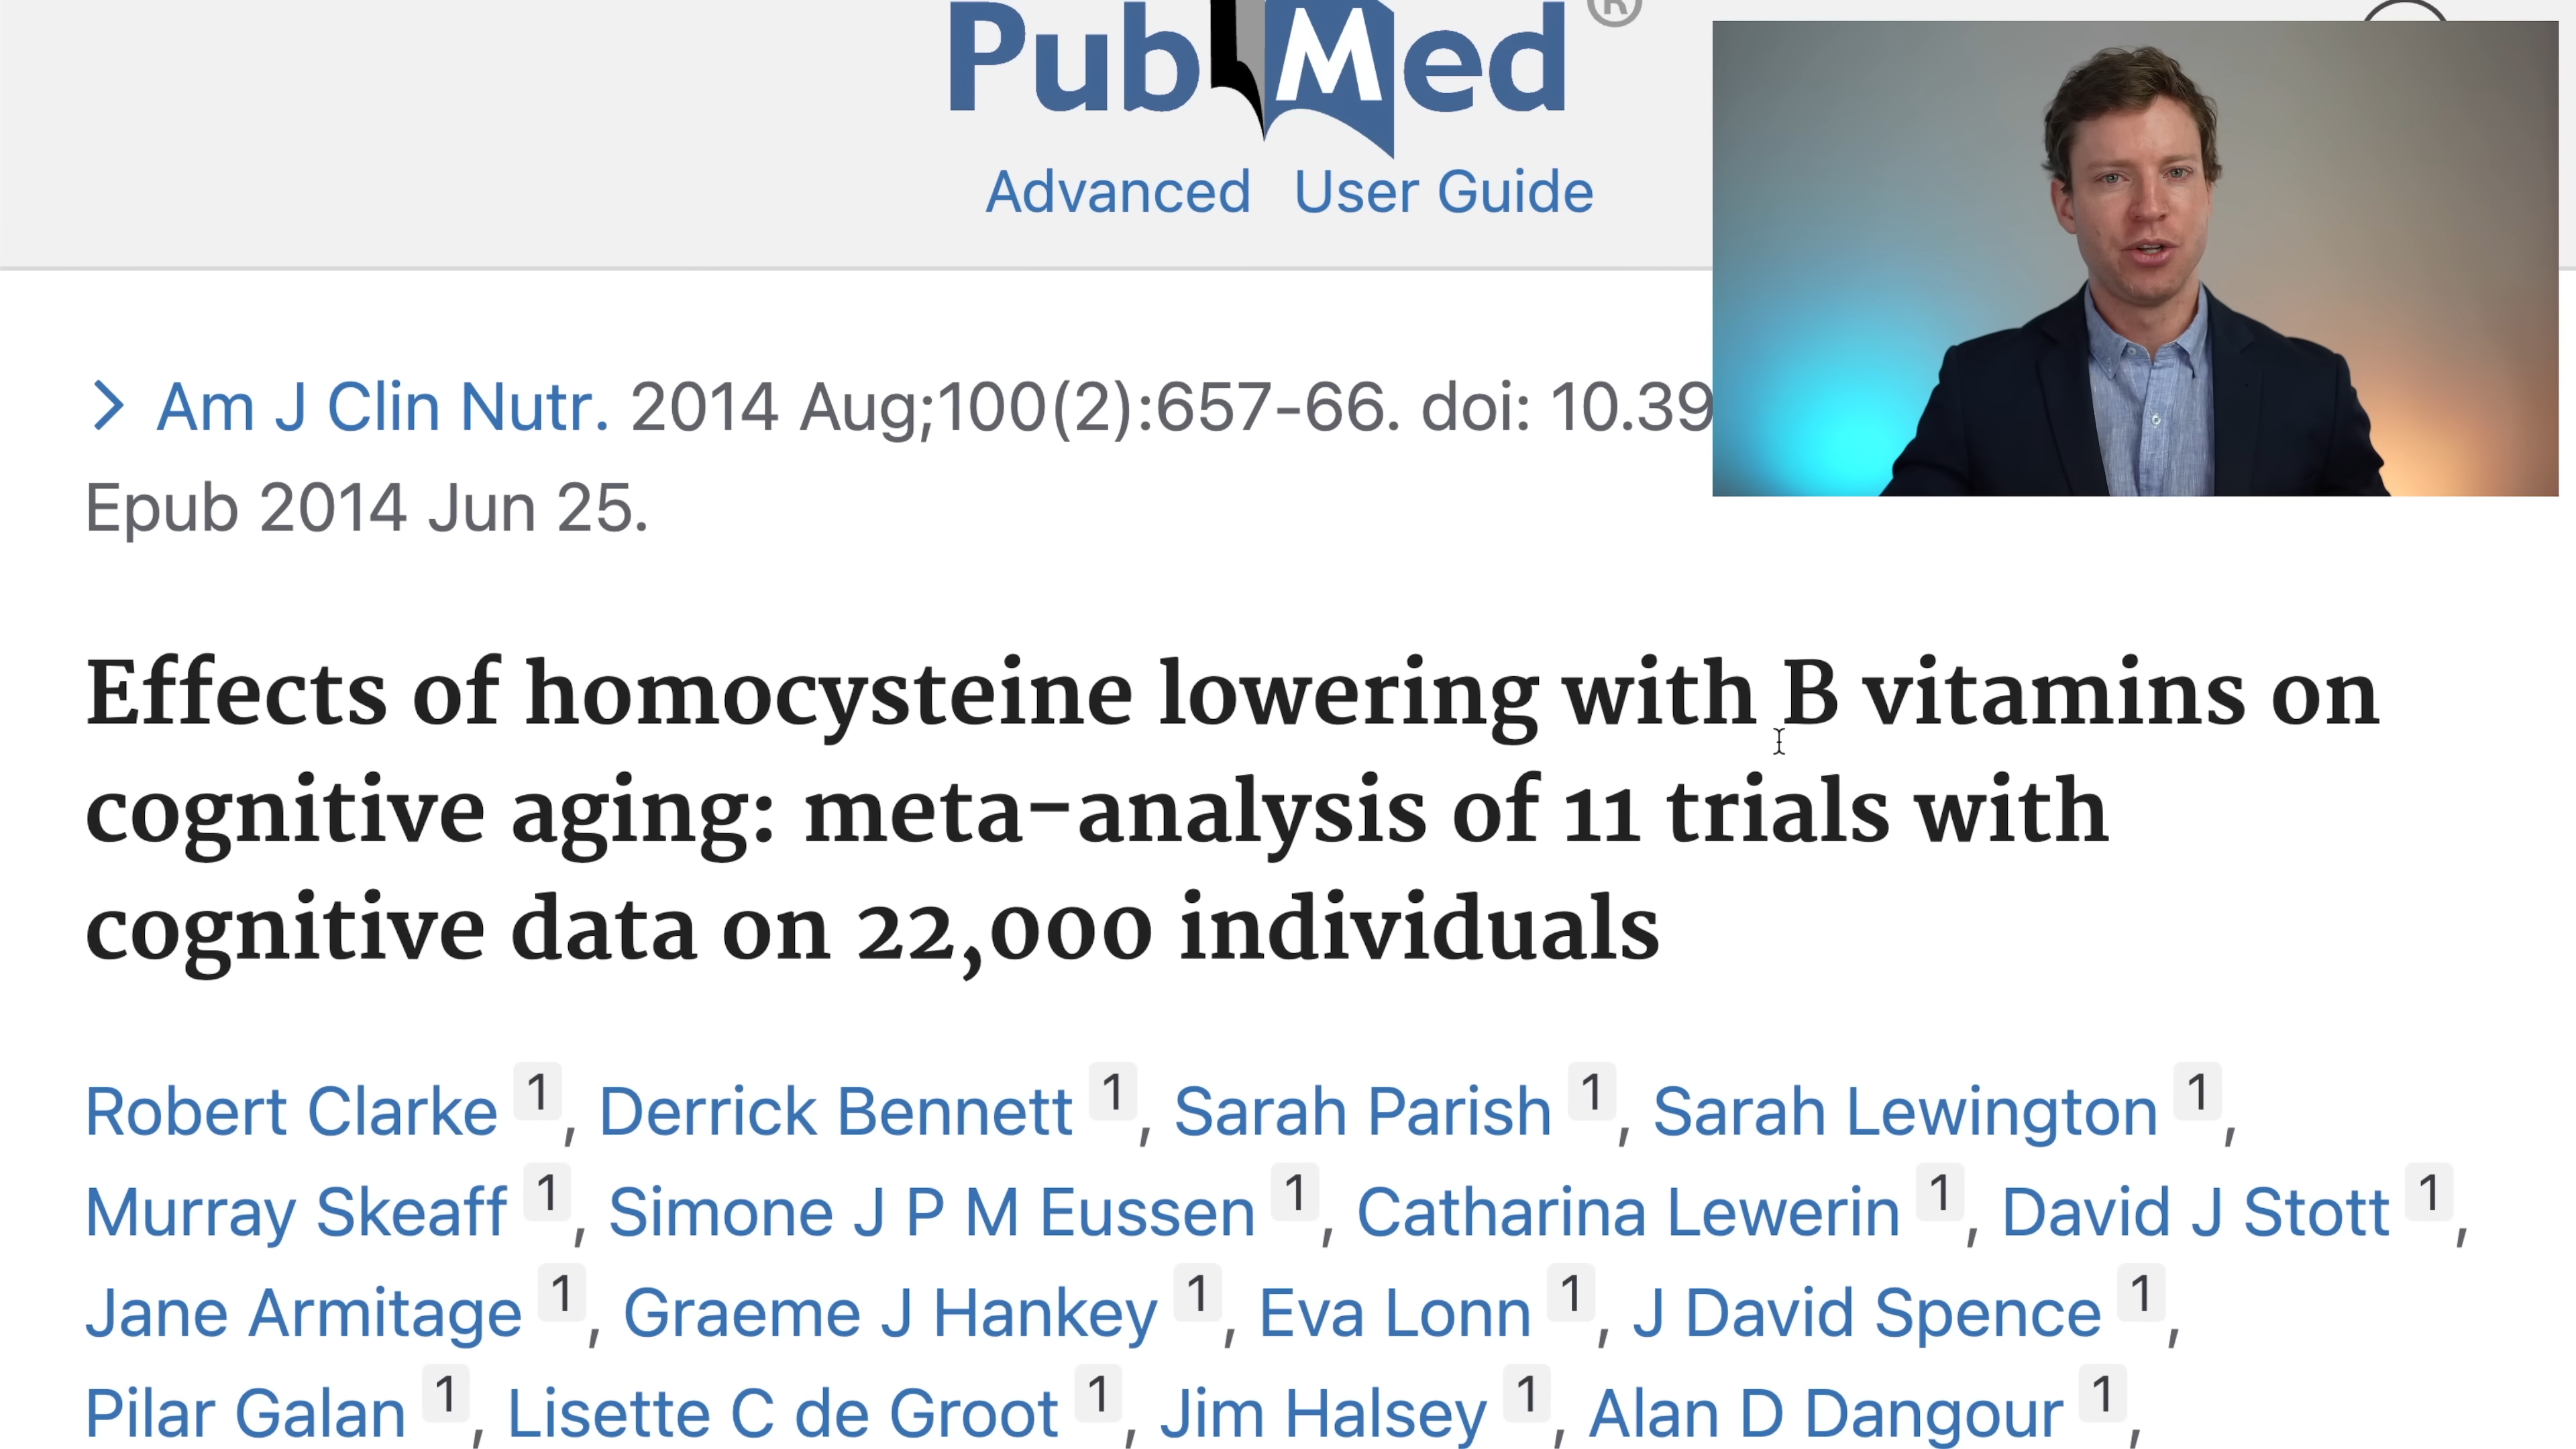 PubMed®
Advanced User Guide
> Am J Clin Nutr. 2014 Aug;100(2):657-66. doi: 10.39
Epub 2014 Jun 25.
Effects of homocysteine lowering with B vitamins on
cognitive aging: meta-analysis of 11 trials with
cognitive data on 22,000 individuals
Robert Clarke 1, Derrick Bennett 1, Sarah Parish 1, Sarah Lewington 1,
Murray Skeaff 1, Simone J P M Eussen 1, Catharina Lewerin 1, David J Stott 1,
Jane Armitage 1, Graeme J Hankey 1, Eva Lonn 1, J David Spence 1,
Pilar Galan 1, Lisette C de Groot 1, Jim Halsey 1, Alan D Dangour 1,